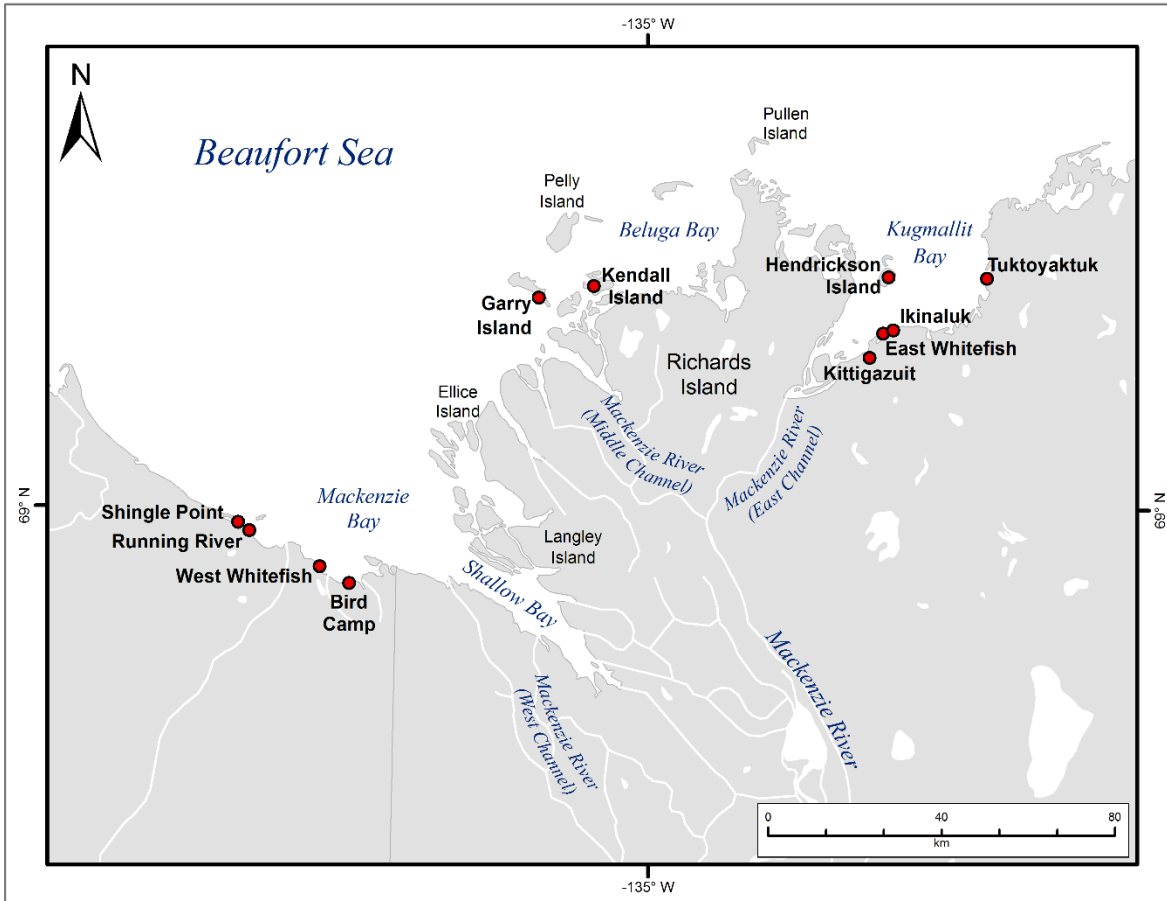 -135° W
N
Pullen
Island
Beaufort Sea
Pelly
Island
Beluga Bay
Kugmallit
Bay
Hendrickson
Island
Tuktoyaktuk
Kendall
Island
Garry
Island
Ikinaluk
East Whitefish
Kittigazuit
Richards
Island
Ellice
Island
Mackenzie River
(Middle Channel)
Mackenzie River
(East Channel)
69° N
69° N
Mackenzie
Bay
Shingle Point
Running River
West Whitefish
Bird
Camp
Langley
Island
Shallow Bay
Mackenzie River
(West Channel)
Mackenzie River
0
40
80
km
-135° W